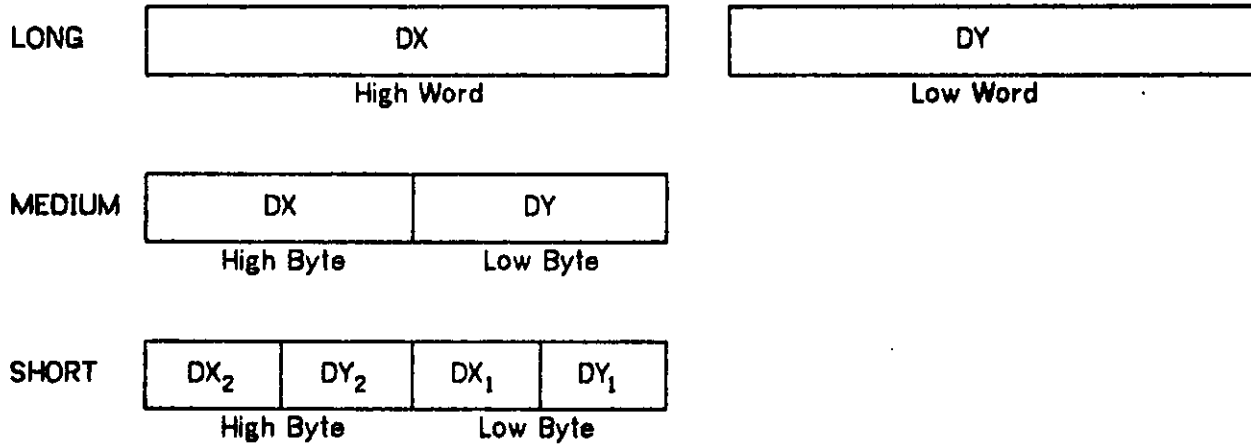 LONG DX DY
High Word Low Word
MEDIUM DX DY
High Byte Low Byte
SHORT DX₂ DY₂ DX₁ DY₁
High Byte Low Byte